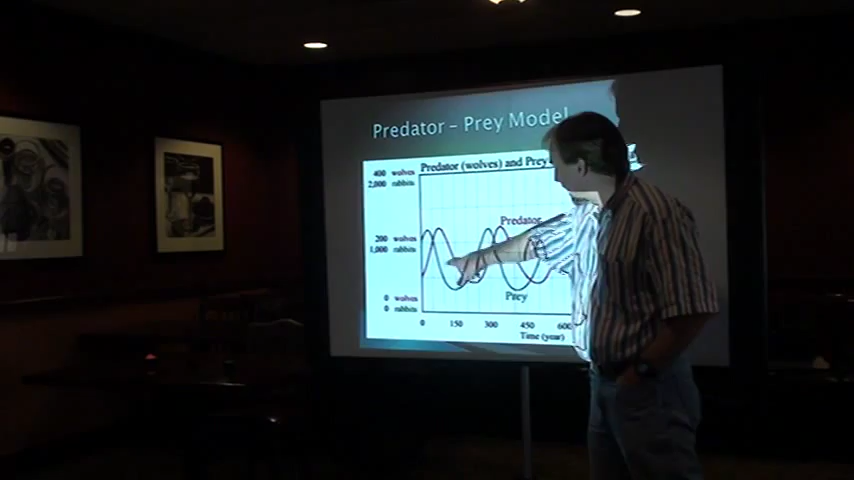 Predator - Prey Model
Predator (wolves) and Prey
400 wolves
2,000 rabbits
Predator
200 wolves
1,000 rabbits
Prey
0 wolves
0 rabbits
0 150 300 450 600
Time (year)